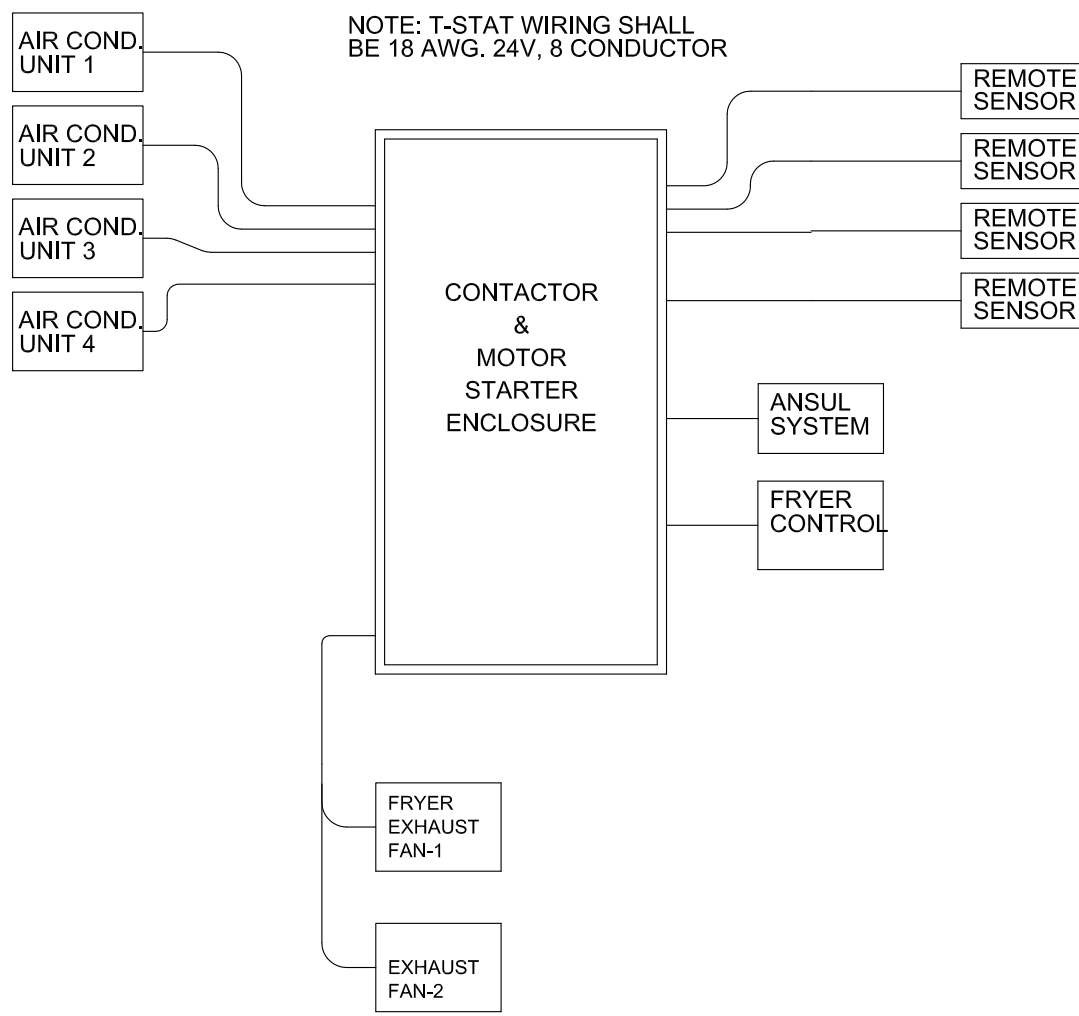 NOTE: T-STAT WIRING SHALL
BE 18 AWG. 24V, 8 CONDUCTOR
AIR COND.
UNIT 1
AIR COND.
UNIT 2
AIR COND.
UNIT 3
AIR COND.
UNIT 4
CONTACTOR
&
MOTOR
STARTER
ENCLOSURE
REMOTE
SENSOR
REMOTE
SENSOR
REMOTE
SENSOR
REMOTE
SENSOR
ANSUL
SYSTEM
FRYER
CONTROL
FRYER
EXHAUST
FAN-1
EXHAUST
FAN-2